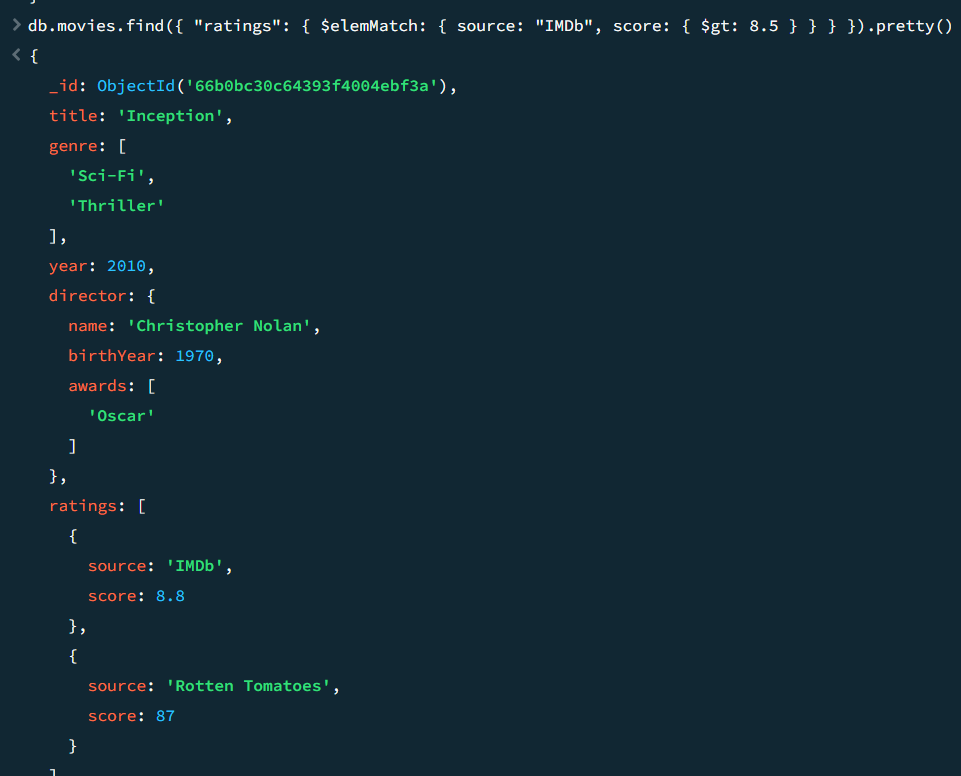 > db.movies.find({ "ratings": { $elemMatch: { source: "IMDb", score: { $gt: 8.5 } } } }).pretty()
< {
_id: ObjectId('66b0bc30c64393f4004ebf3a'),
title: 'Inception',
genre: [
'Sci-Fi',
'Thriller'
],
year: 2010,
director: {
name: 'Christopher Nolan',
birthYear: 1970,
awards: [
'Oscar'
]
},
ratings: [
{
source: 'IMDb',
score: 8.8
},
{
source: 'Rotten Tomatoes',
score: 87
}
]